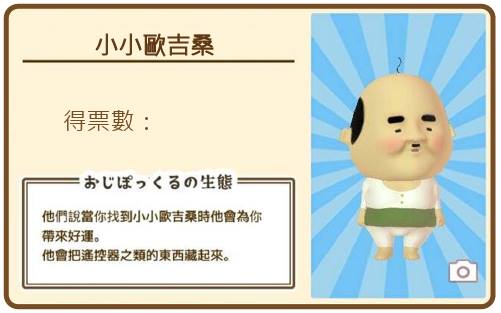 小小歐吉桑
得票數：
おじぽっくるの生態
他們說當你找到小小歐吉桑時他會為你
帶來好運。
他會把遙控器之類的東西藏起來。